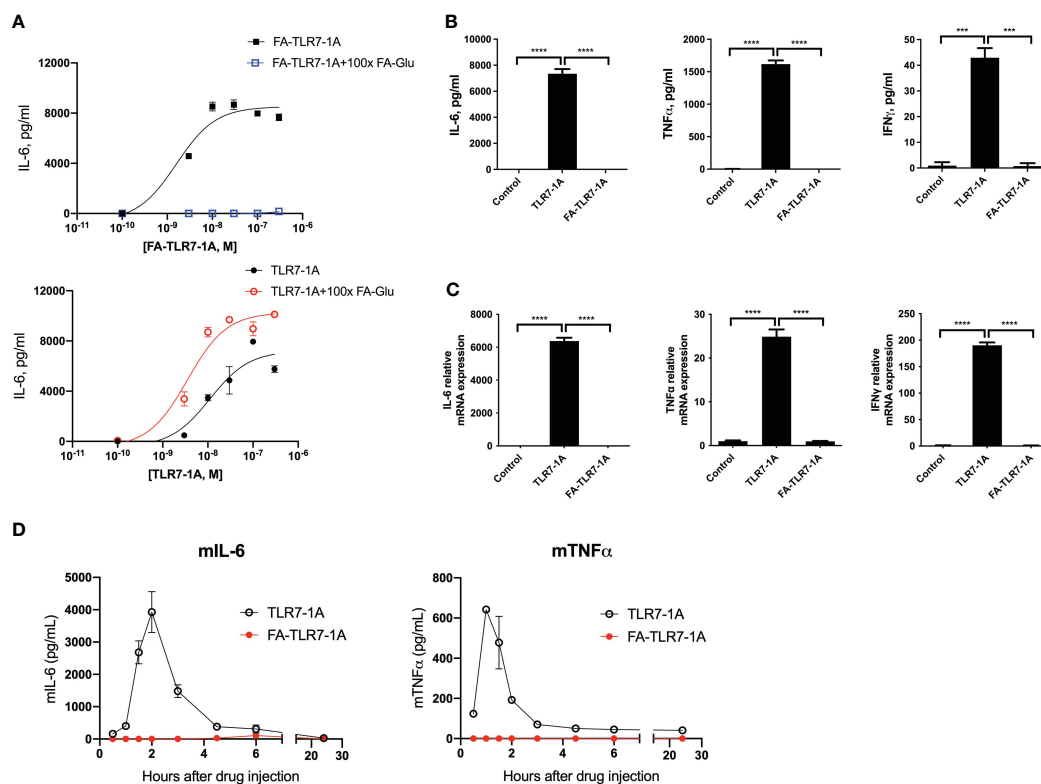 A
FA-TLR7-1A
FA-TLR7-1A+100x FA-Glu
IL-6, pg/ml
12000
8000
4000
0
10-11 10-10 10-9 10-8 10-7 10-6
[FA-TLR7-1A, M]
TLR7-1A
TLR7-1A+100x FA-Glu
IL-6, pg/ml
12000
8000
4000
0
10-11 10-10 10-9 10-8 10-7 10-6
[TLR7-1A, M]
B
IL-6, pg/ml
10000
8000
6000
4000
2000
0
**** ****
Control TLR7-1A FA-TLR7-1A
TNFα, pg/ml
2000
1500
1000
500
0
**** ****
Control TLR7-1A FA-TLR7-1A
IFNγ, pg/ml
50
40
30
20
10
0
*** ***
Control TLR7-1A FA-TLR7-1A
C
IL-6 relative
mRNA expression
8000
6000
4000
2000
0
**** ****
Control TLR7-1A FA-TLR7-1A
TNFα relative
mRNA expression
30
20
10
0
**** ****
Control TLR7-1A FA-TLR7-1A
IFNγ relative
mRNA expression
250
200
150
100
50
0
**** ****
Control TLR7-1A FA-TLR7-1A
D
mIL-6
mIL-6 (pg/mL)
5000
4000
3000
2000
1000
0
TLR7-1A
FA-TLR7-1A
0 2 4 6 20 30
Hours after drug injection
mTNFα
mTNFα (pg/mL)
800
600
400
200
0
TLR7-1A
FA-TLR7-1A
0 2 4 6 20 30
Hours after drug injection